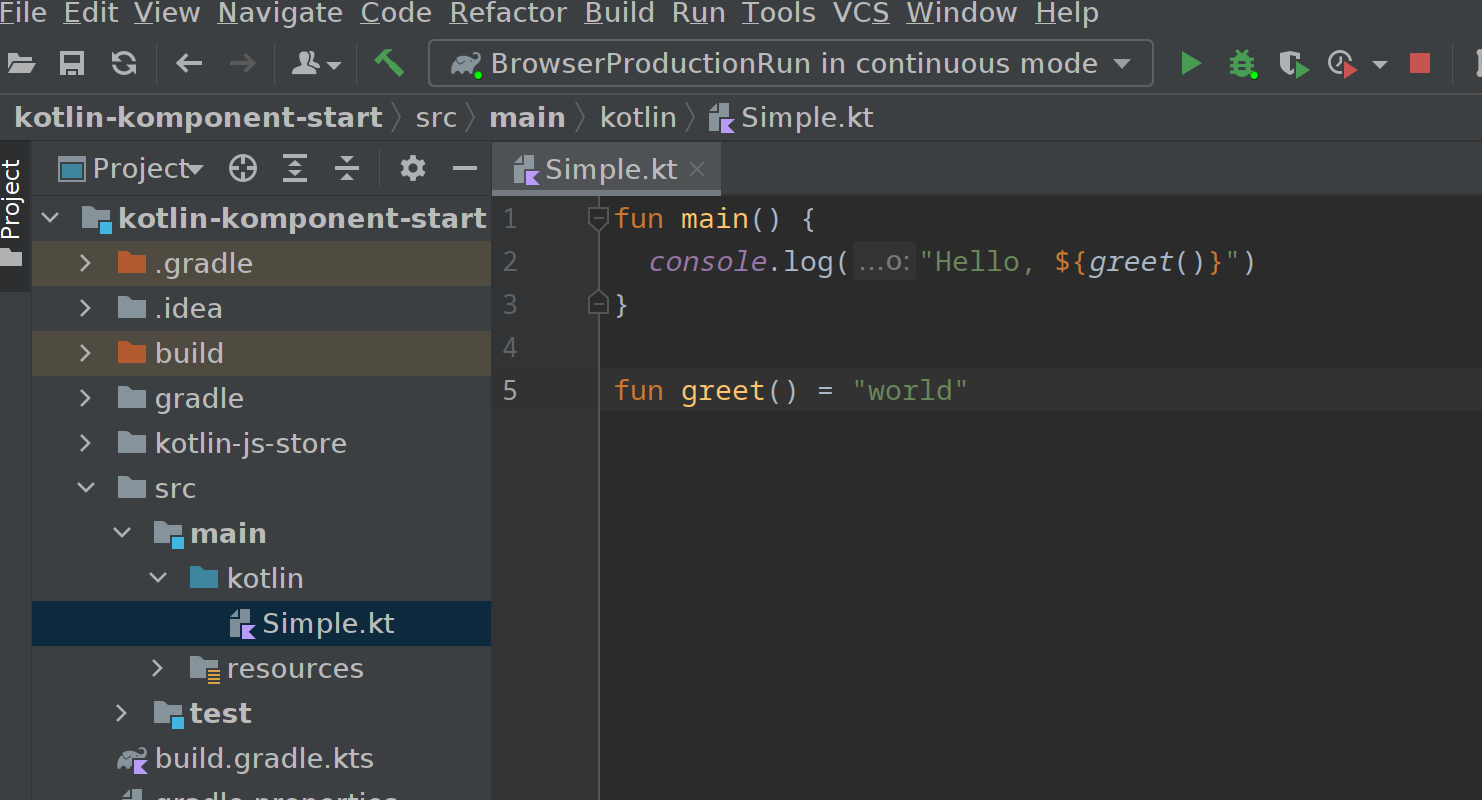 File Edit View Navigate Code Refactor Build Run Tools VCS Window Help
BrowserProductionRun in continuous mode
kotlin-komponent-start src main kotlin Simple.kt
Project
Project
Simple.kt
kotlin-komponent-start
.gradle
.idea
build
gradle
kotlin-js-store
src
main
kotlin
Simple.kt
resources
test
build.gradle.kts
gradle.properties
1 fun main() {
2 console.log( ...o: "Hello, ${greet()}")
3 }
4
5 fun greet() = "world"